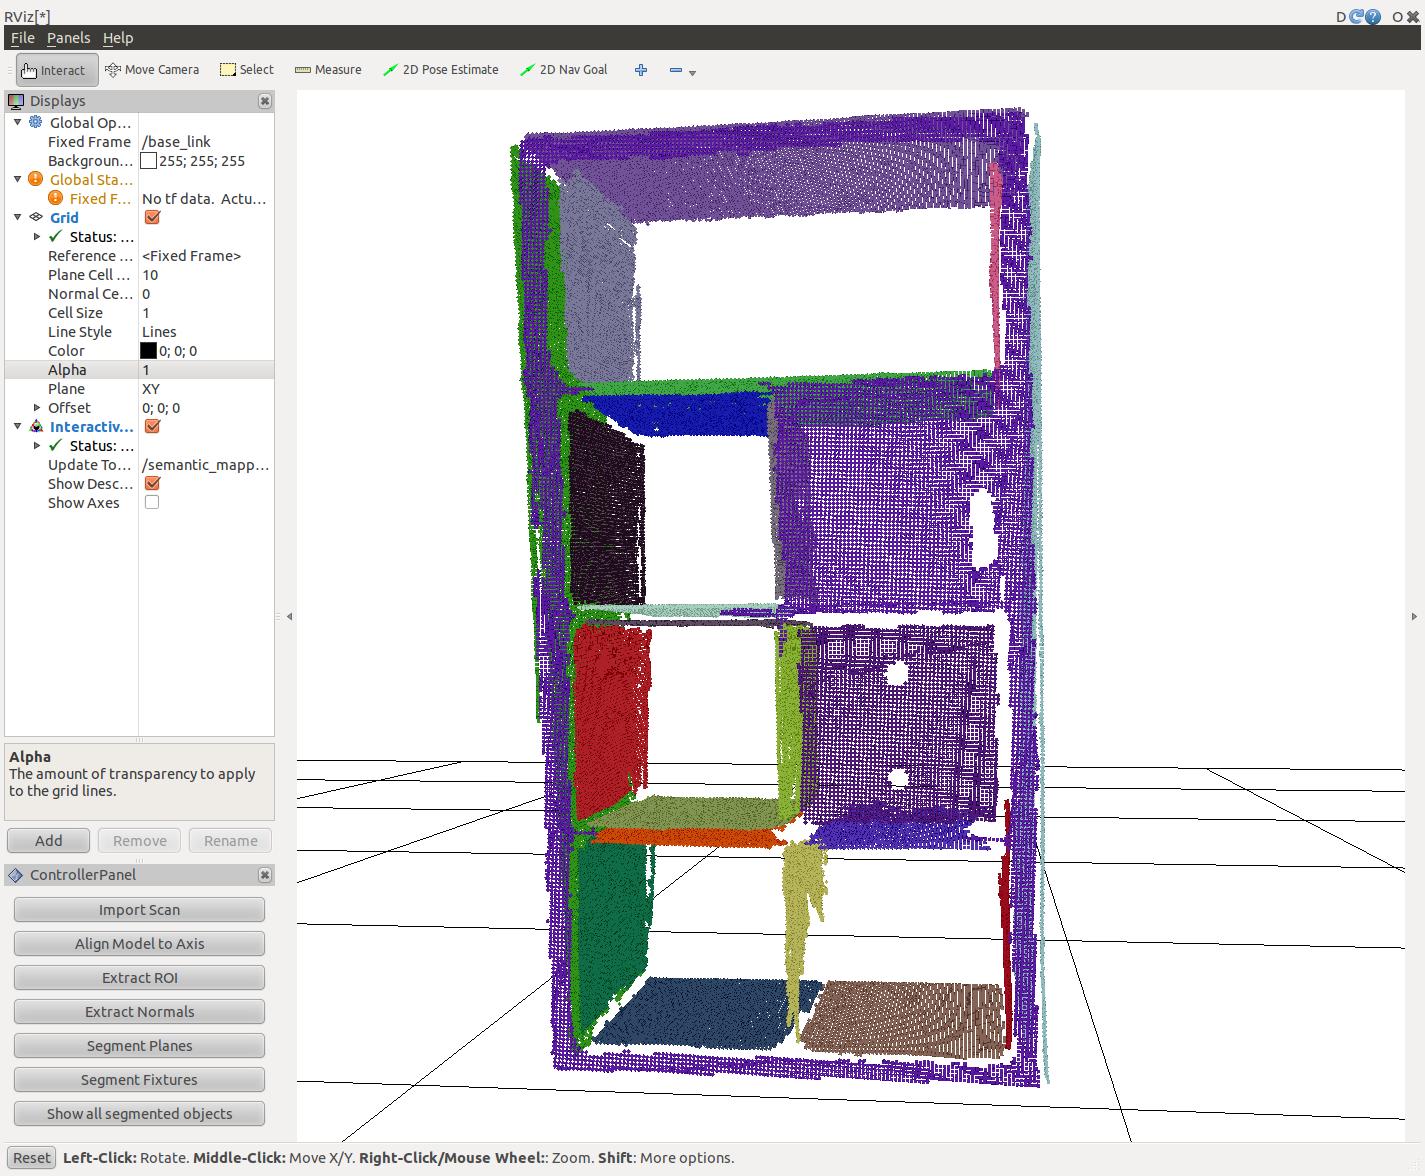 RViz[*]
D O
File Panels Help
Interact Move Camera Select Measure 2D Pose Estimate 2D Nav Goal
Displays
Global Op...
Fixed Frame /base_link
Backgroun... 255; 255; 255
Global Sta...
Fixed F... No tf data. Actu...
Grid
Status: ...
Reference ... <Fixed Frame>
Plane Cell ... 10
Normal Ce... 0
Cell Size 1
Line Style Lines
Color 0; 0; 0
Alpha 1
Plane XY
Offset 0; 0; 0
Interactiv...
Status: ...
Update To... /semantic_mapp...
Show Desc...
Show Axes
Alpha
The amount of transparency to apply
to the grid lines.
Add Remove Rename
ControllerPanel
Import Scan
Align Model to Axis
Extract ROI
Extract Normals
Segment Planes
Segment Fixtures
Show all segmented objects
Reset Left-Click: Rotate. Middle-Click: Move X/Y. Right-Click/Mouse Wheel:: Zoom. Shift: More options.